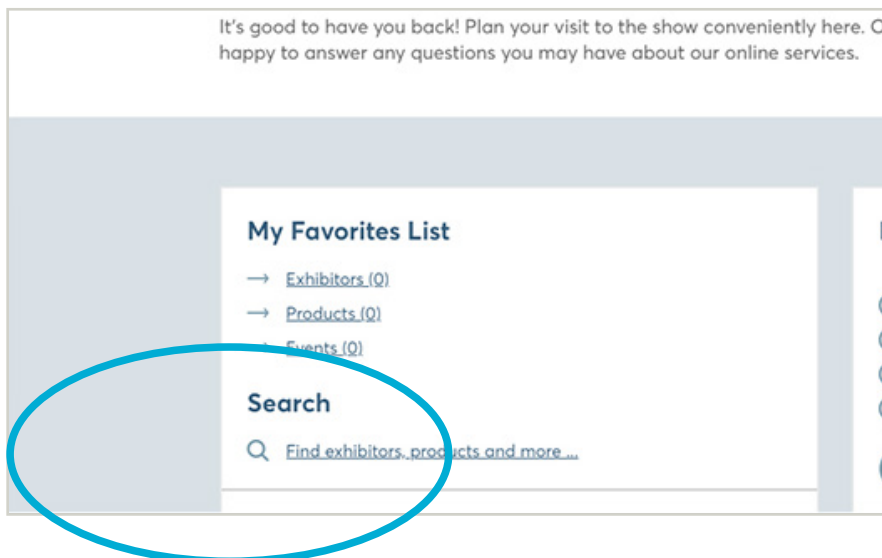 It's good to have you back! Plan your visit to the show conveniently here.
happy to answer any questions you may have about our online services.
My Favorites List
→ Exhibitors (0)
→ Products (0)
→ Events (0)
Search
Find exhibitors, products and more ...